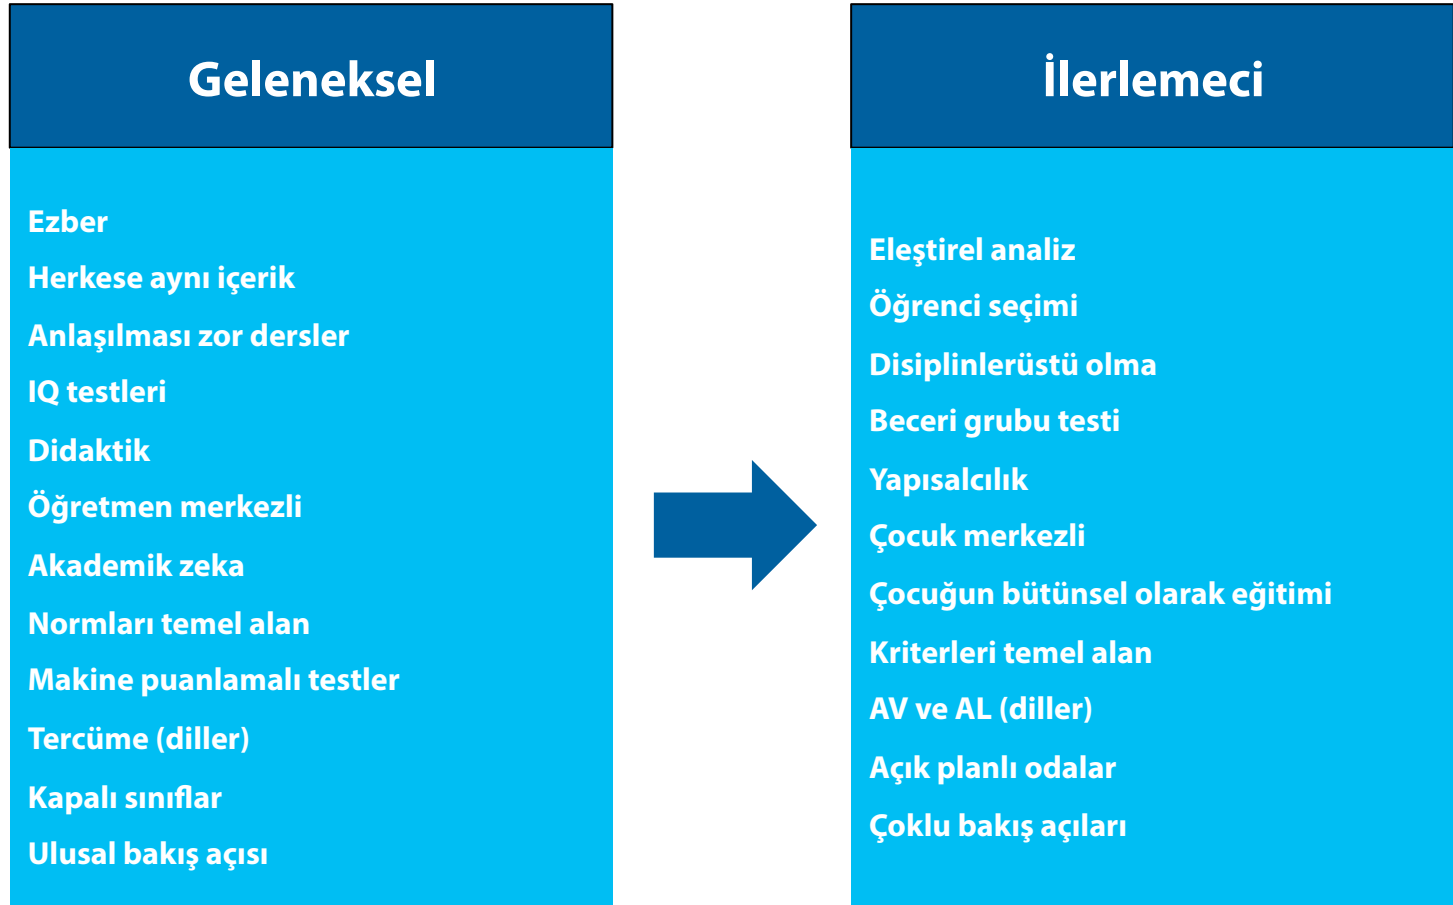 Geleneksel
Ezber
Herkese aynı içerik
Anlaşılması zor dersler
IQ testleri
Didaktik
Öğretmen merkezli
Akademik zeka
Normları temel alan
Makine puanlamalı testler
Tercüme (diller)
Kapalı sınıflar
Ulusal bakış açısı
İlerlemeci
Eleştirel analiz
Öğrenci seçimi
Disiplinlerüstü olma
Beceri grubu testi
Yapısalcılık
Çocuk merkezli
Çocuğun bütünsel olarak eğitimi
Kriterleri temel alan
AV ve AL (diller)
Açık planlı odalar
Çoklu bakış açıları